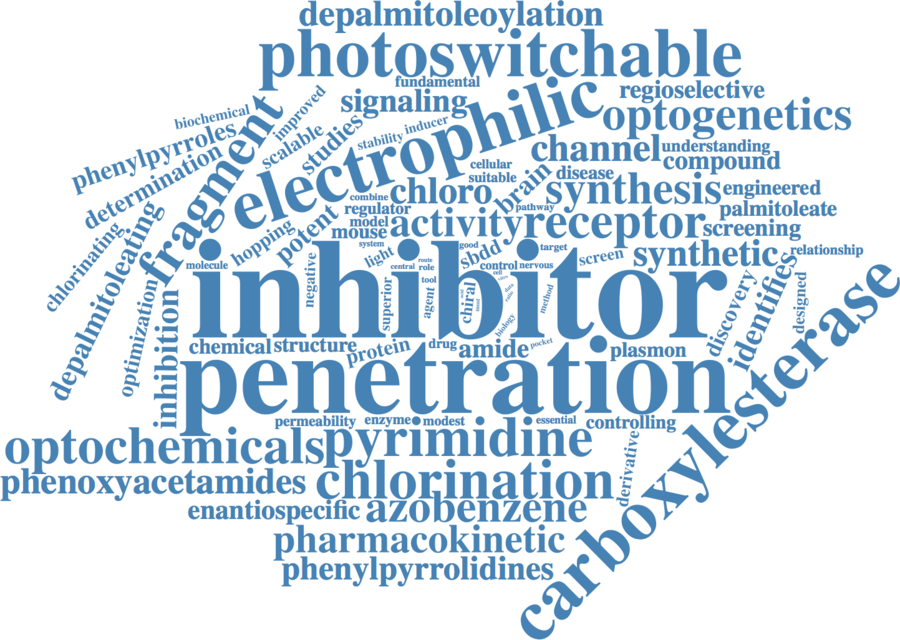 depalmitoleoylation
photoswitchable
fundamental
electrophilic
regioselective
signaling
improved
biochemical
optogenetics
fragment
scalable
studies
stability
inducer
phenylpyrroles
channel
understanding
compound
determination
cellular
suitable
disease
brain
synthesis
engineered
chloro
combine
regulator
pathway
palmitoleate
potent
model
mouse
activity
receptor
screening
depalmitoleating
chlorinating
hopping
system
light
good
sbdd
target
synthetic
relationship
molecule
central
route
role
control
nervous
screen
identifies
inhibitor
negative
superior
tool
agent
chiral
cell
data
method
discovery
designed
optimization
inhibition
biology
chemical
structure
protein
drug
amide
pocket
plasmon
penetration
carboxylesterase
permeability
enzyme
modest
essential
controlling
optochemicals
pyrimidine
derivative
phenoxyacetamides
chlorination
enantiospecific
azobenzene
pharmacokinetic
phenylpyrrolidines